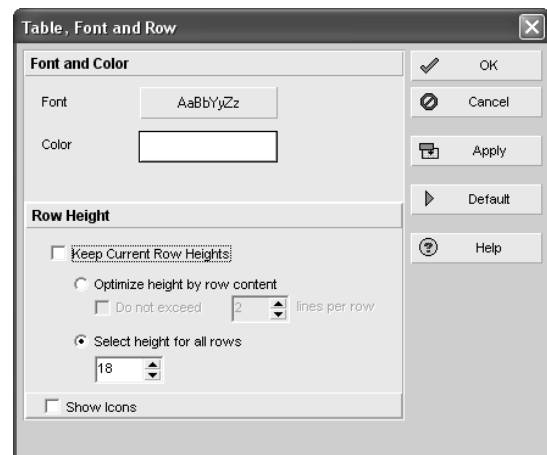 Table, Font and Row
Font and Color
Font AaBbYyZz
Color
Row Height
Keep Current Row Heights
Optimize height by row content
Do not exceed 2 lines per row
Select height for all rows
18
Show Icons
OK
Cancel
Apply
Default
Help